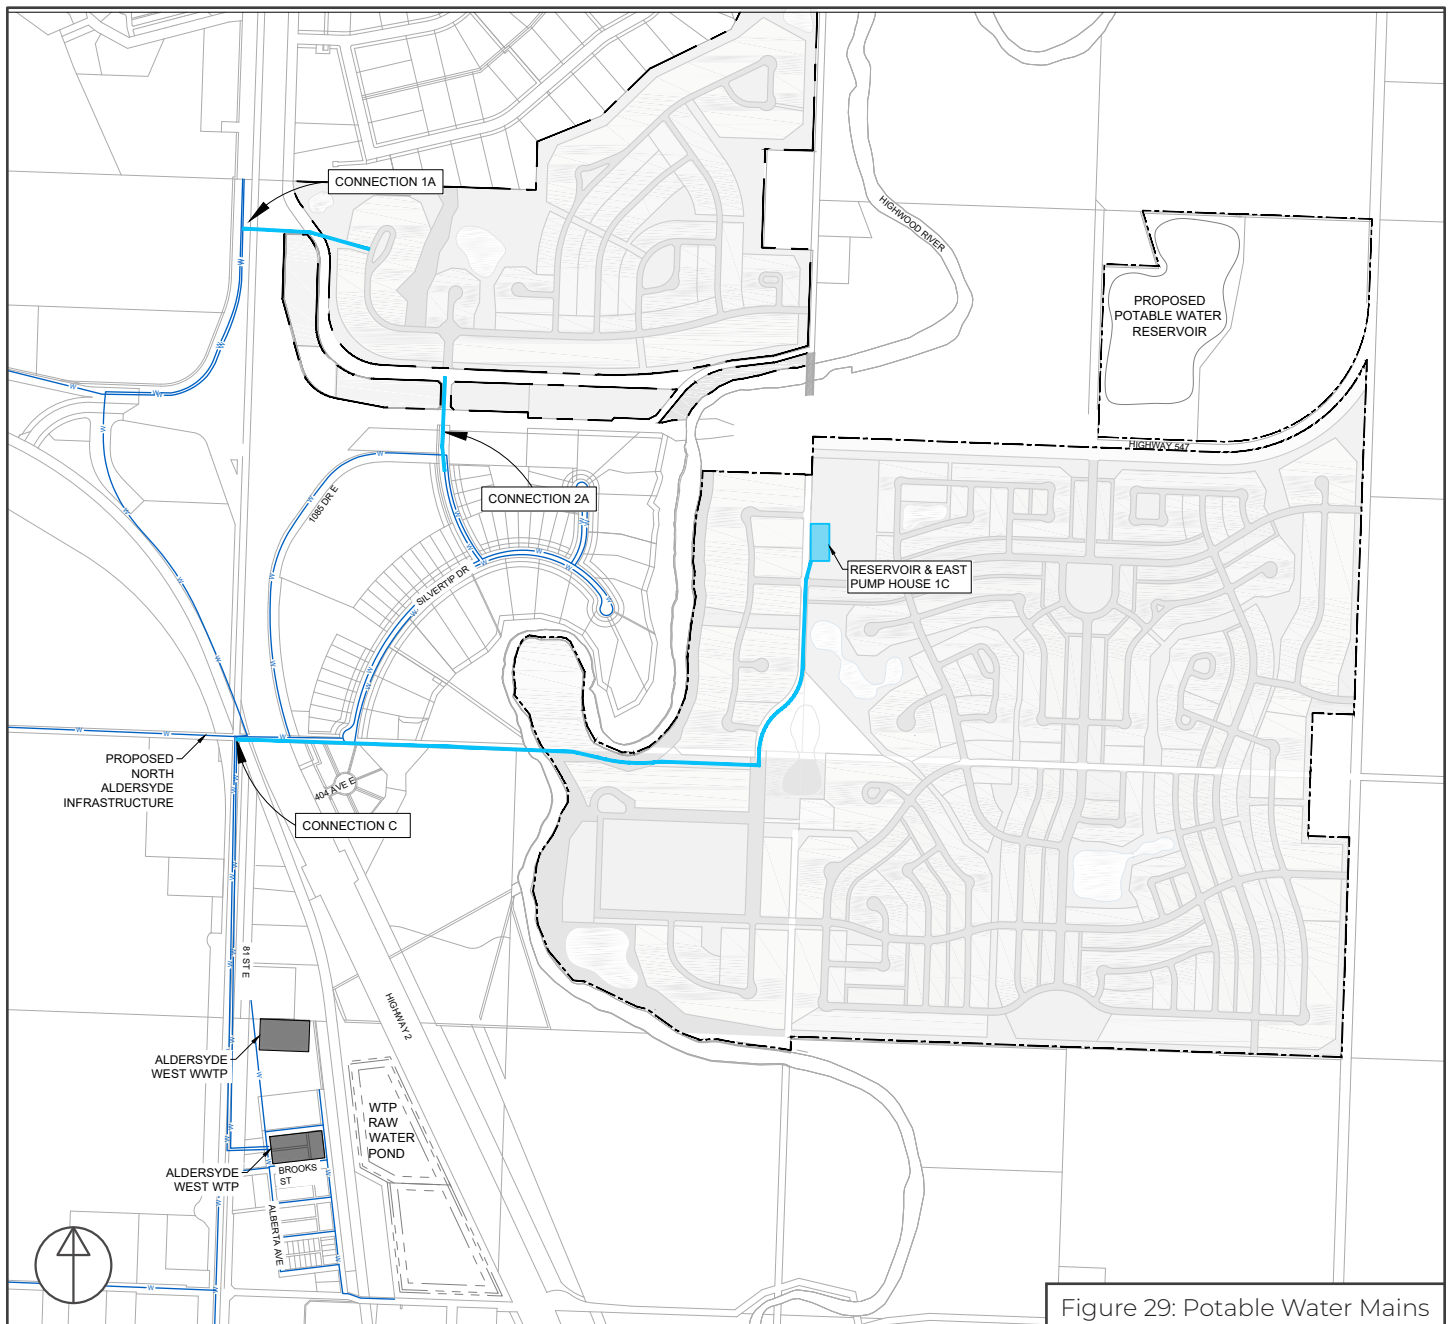 CONNECTION 1A
HIGHWOOD RIVER
PROPOSED
POTABLE WATER
RESERVOIR
HIGHWAY 547
CONNECTION 2A
1085 DR E
SILVERTIP DR
RESERVOIR & EAST
PUMP HOUSE 1C
PROPOSED
NORTH
ALDERSYDE
INFRASTRUCTURE
404 AVE E
CONNECTION C
81 ST E
HIGHWAY 2
ALDERSYDE
WEST WWTP
WTP
RAW
WATER
POND
ALDERSYDE
WEST WTP
BROOKS
ST
ALBERTA AVE
Figure 29: Potable Water Mains